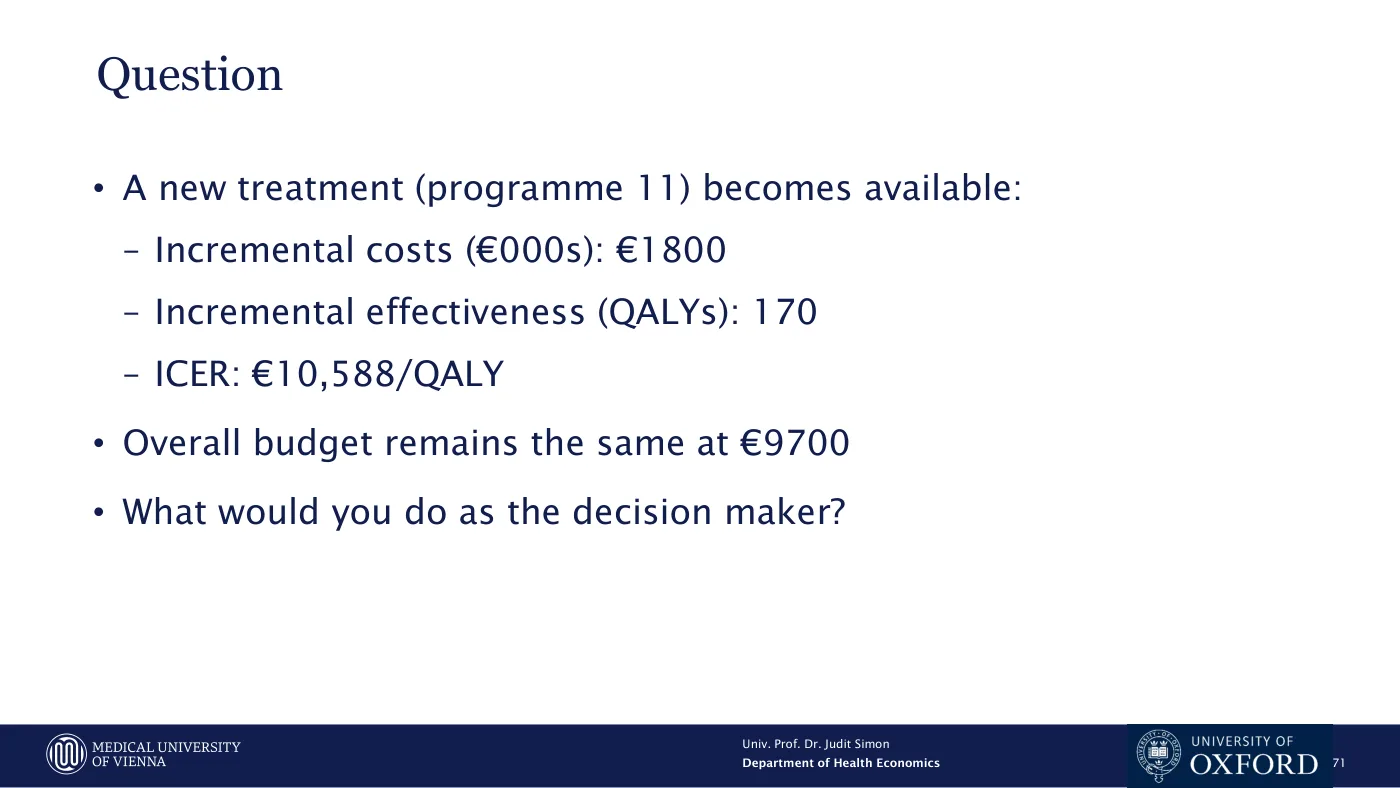 Question
• A new treatment (programme 11) becomes available:
– Incremental costs (€000s): €1800
– Incremental effectiveness (QALYs): 170
– ICER: €10,588/QALY
• Overall budget remains the same at €9700
• What would you do as the decision maker?
MEDICAL UNIVERSITY
OF VIENNA
Univ. Prof. Dr. Judit Simon
Department of Health Economics
UNIVERSITY OF
OXFORD
71